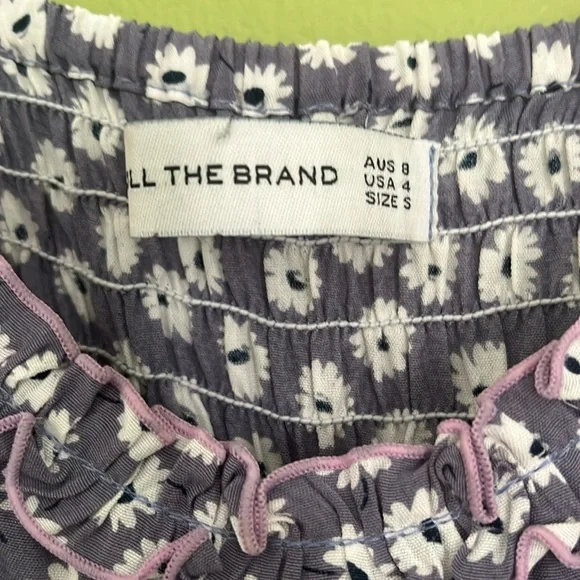 LL THE BRAND
AUS 8
USA 4
SIZE S